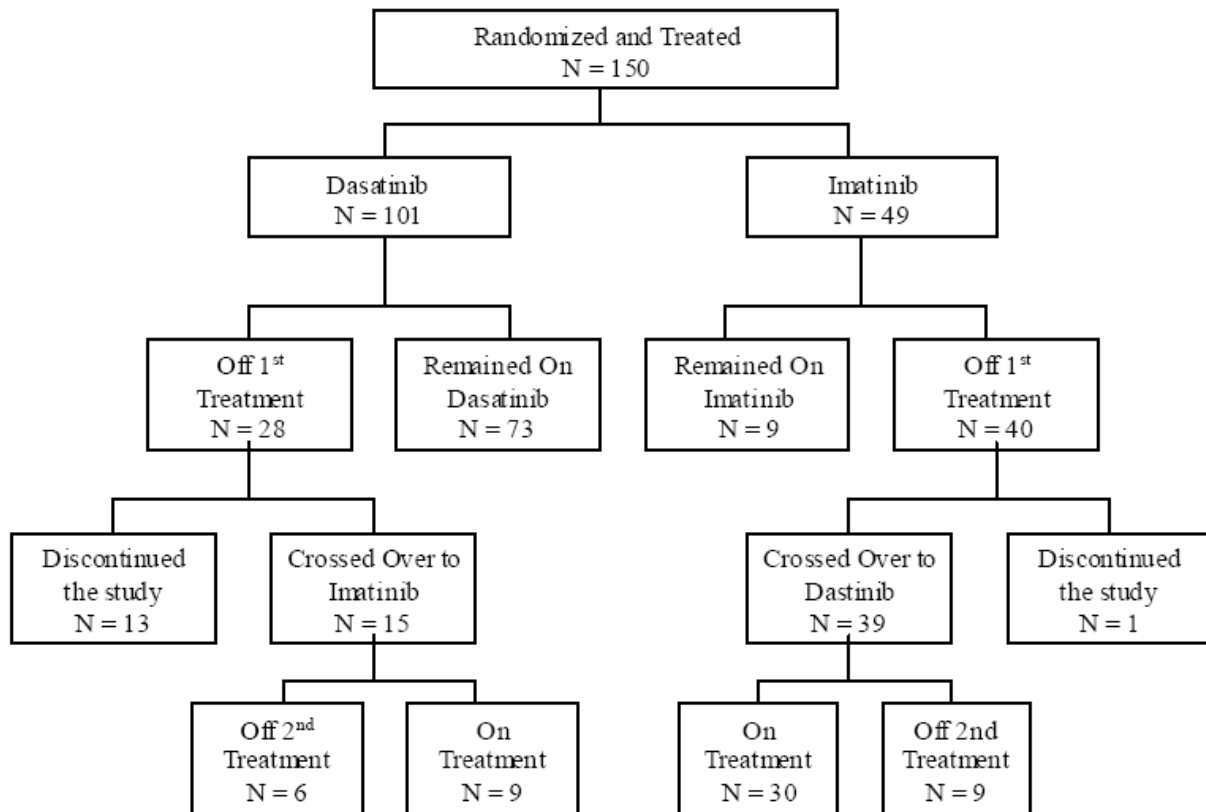 Randomized and Treated
N = 150
Dasatinib
N = 101
Imatinib
N = 49
Off 1st
Treatment
N = 28
Remained On
Dasatinib
N = 73
Remained On
Imatinib
N = 9
Off 1st
Treatment
N = 40
Discontinued
the study
N = 13
Crossed Over to
Imatinib
N = 15
Crossed Over to
Dastinib
N = 39
Discontinued
the study
N = 1
Off 2nd
Treatment
N = 6
On
Treatment
N = 9
On
Treatment
N = 30
Off 2nd
Treatment
N = 9